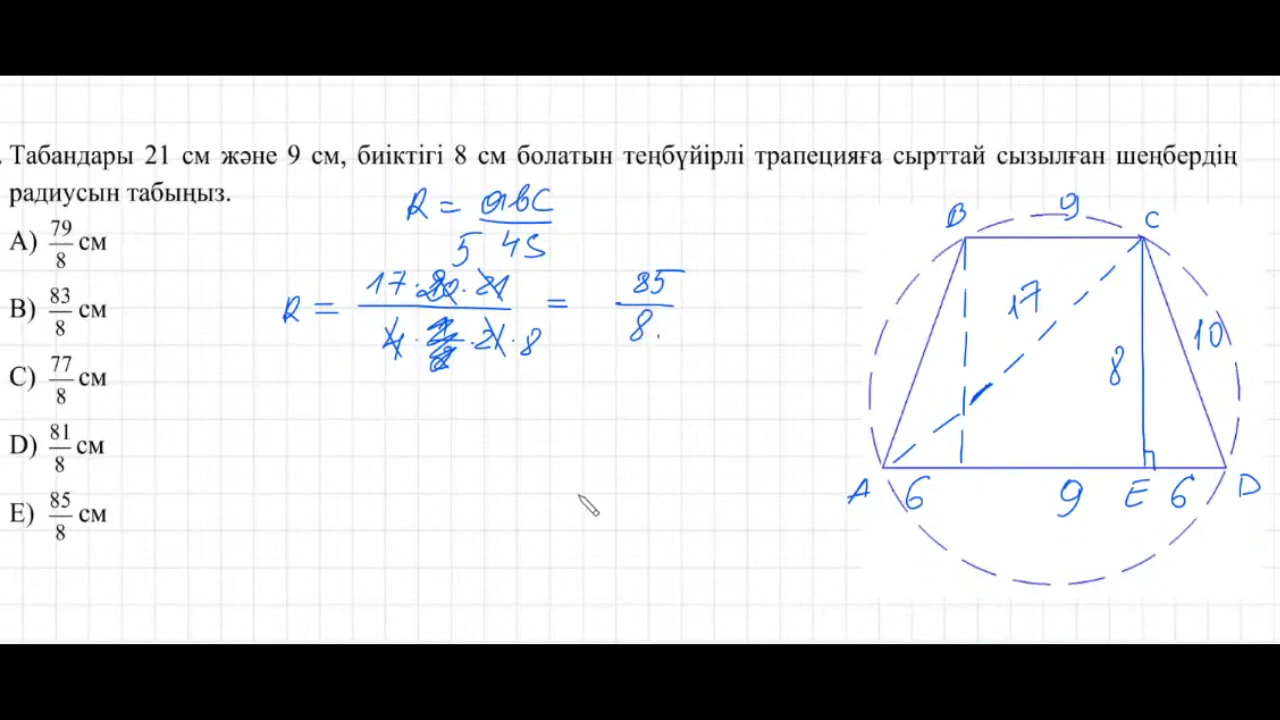 . Табандары 21 см және 9 см, биіктігі 8 см болатын теңбүйірлі трапецияға сырттай сызылған шеңбердің
радиусын табыңыз.
A) 79/8 см
B) 83/8 см
C) 77/8 см
D) 81/8 см
E) 85/8 см
R = abc
5 4S
R = 17 · 10 · 21 / 4 · · 21 · 8 = 85/8.
B 9 C
17
10
8
A 6 9 E 6 D